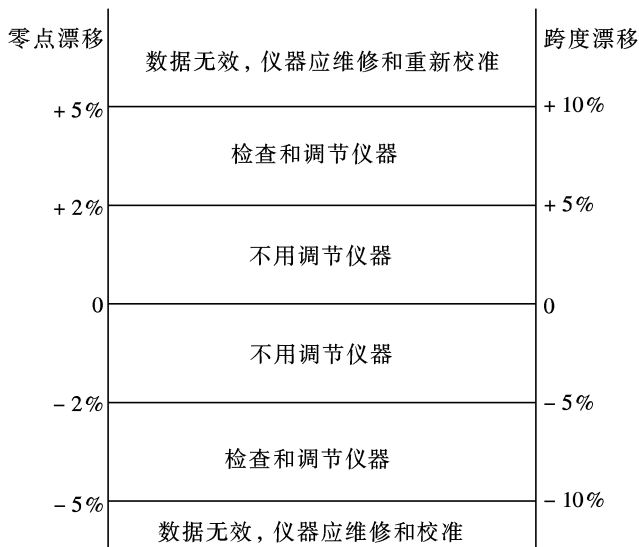 零点漂移
跨度漂移
数据无效，仪器应维修和重新校准
+5%
+10%
检查和调节仪器
+2%
+5%
不用调节仪器
0
0
不用调节仪器
-2%
-5%
检查和调节仪器
-5%
-10%
数据无效，仪器应维修和校准